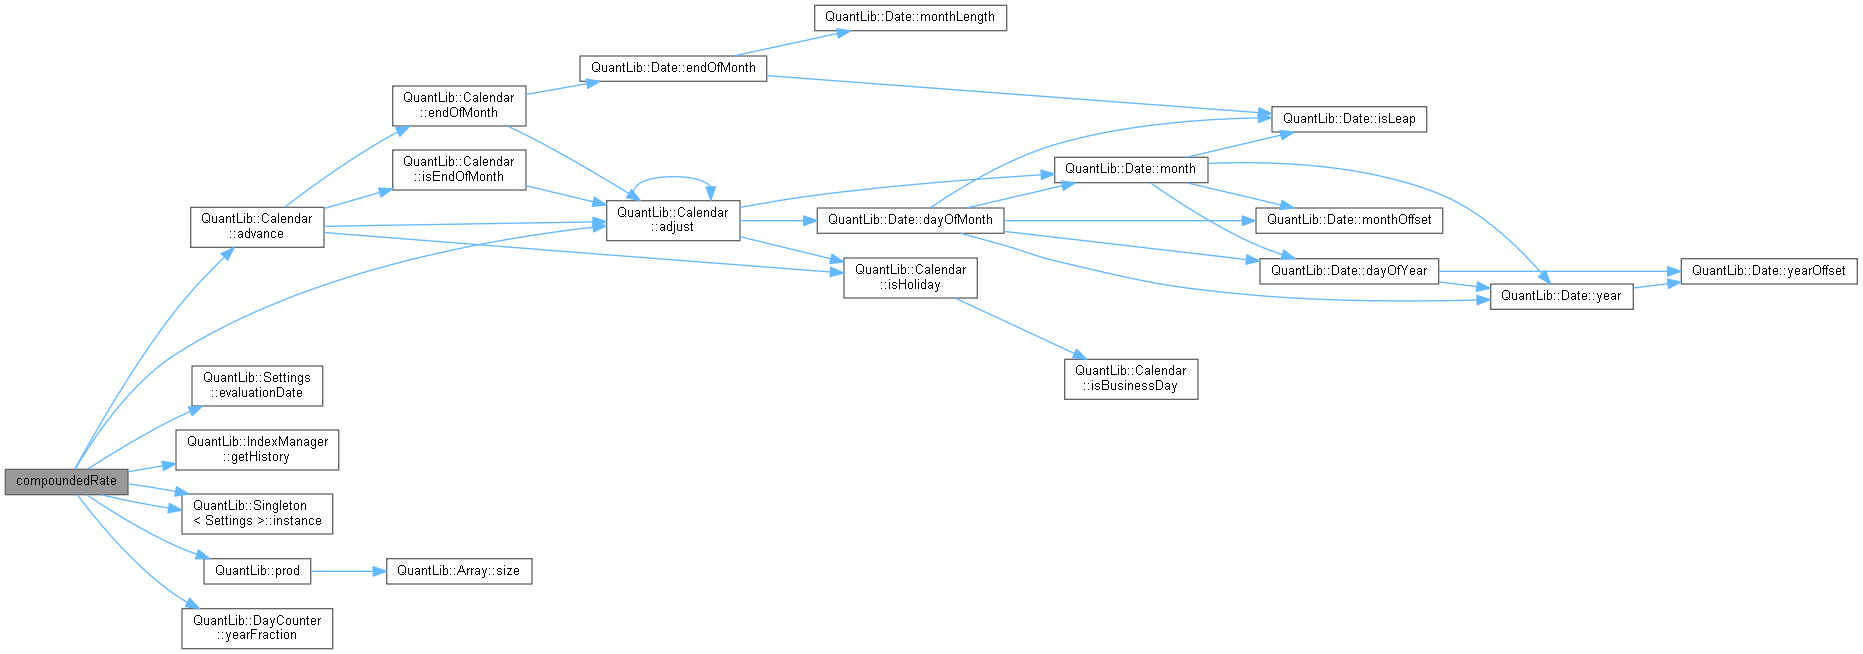 QuantLib::Date::monthLength
QuantLib::Date::endOfMonth
QuantLib::Calendar
::endOfMonth
QuantLib::Date::isLeap
QuantLib::Calendar
::isEndOfMonth
QuantLib::Date::month
QuantLib::Calendar
::advance
QuantLib::Calendar
::adjust
QuantLib::Date::dayOfMonth
QuantLib::Date::monthOffset
QuantLib::Calendar
::isHoliday
QuantLib::Date::dayOfYear
QuantLib::Date::yearOffset
QuantLib::Date::year
QuantLib::Calendar
::isBusinessDay
QuantLib::Settings
::evaluationDate
QuantLib::IndexManager
::getHistory
compoundedRate
QuantLib::Singleton
< Settings >::instance
QuantLib::prod
QuantLib::Array::size
QuantLib::DayCounter
::yearFraction